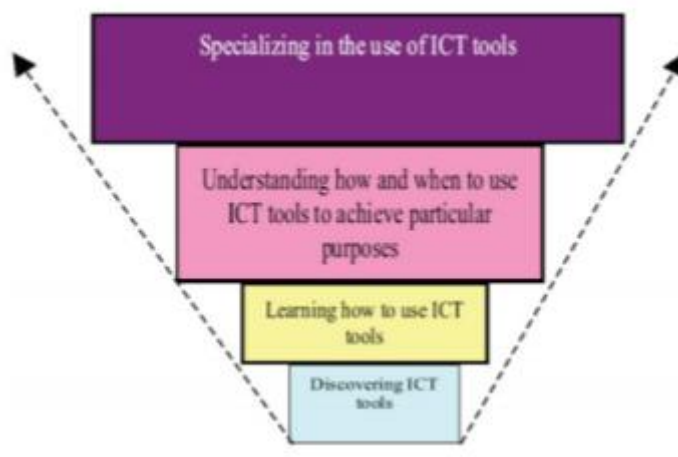 Specializing in the use of ICT tools
Understanding how and when to use
ICT tools to achieve particular
purposes
Learning how to use ICT
tools
Discovering ICT
tools